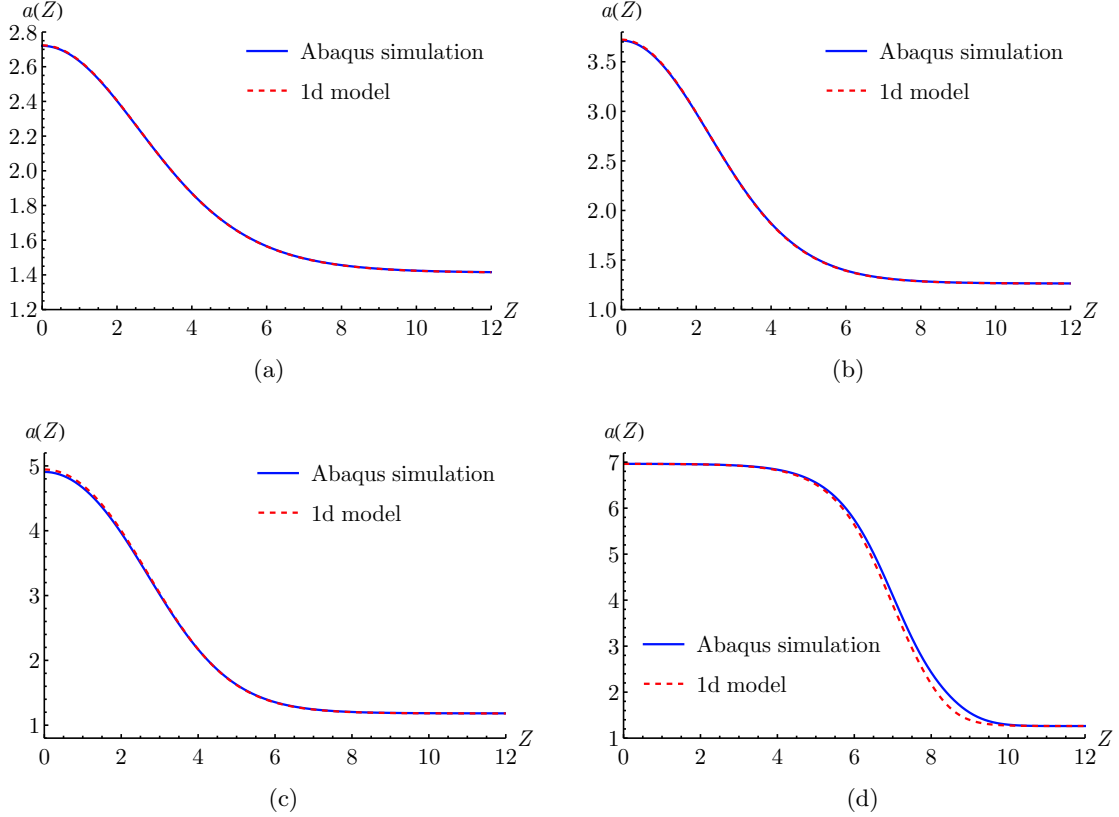 a(Z)
2.8
2.6
2.4
2.2
2.0
1.8
1.6
1.4
1.2
0 2 4 6 8 10 12 Z
Abaqus simulation
1d model
(a)
a(Z)
3.5
3.0
2.5
2.0
1.5
1.0
0 2 4 6 8 10 12 Z
Abaqus simulation
1d model
(b)
a(Z)
5
4
3
2
1
0 2 4 6 8 10 12 Z
Abaqus simulation
1d model
(c)
a(Z)
7
6
5
4
3
2
1
0 2 4 6 8 10 12 Z
Abaqus simulation
1d model
(d)